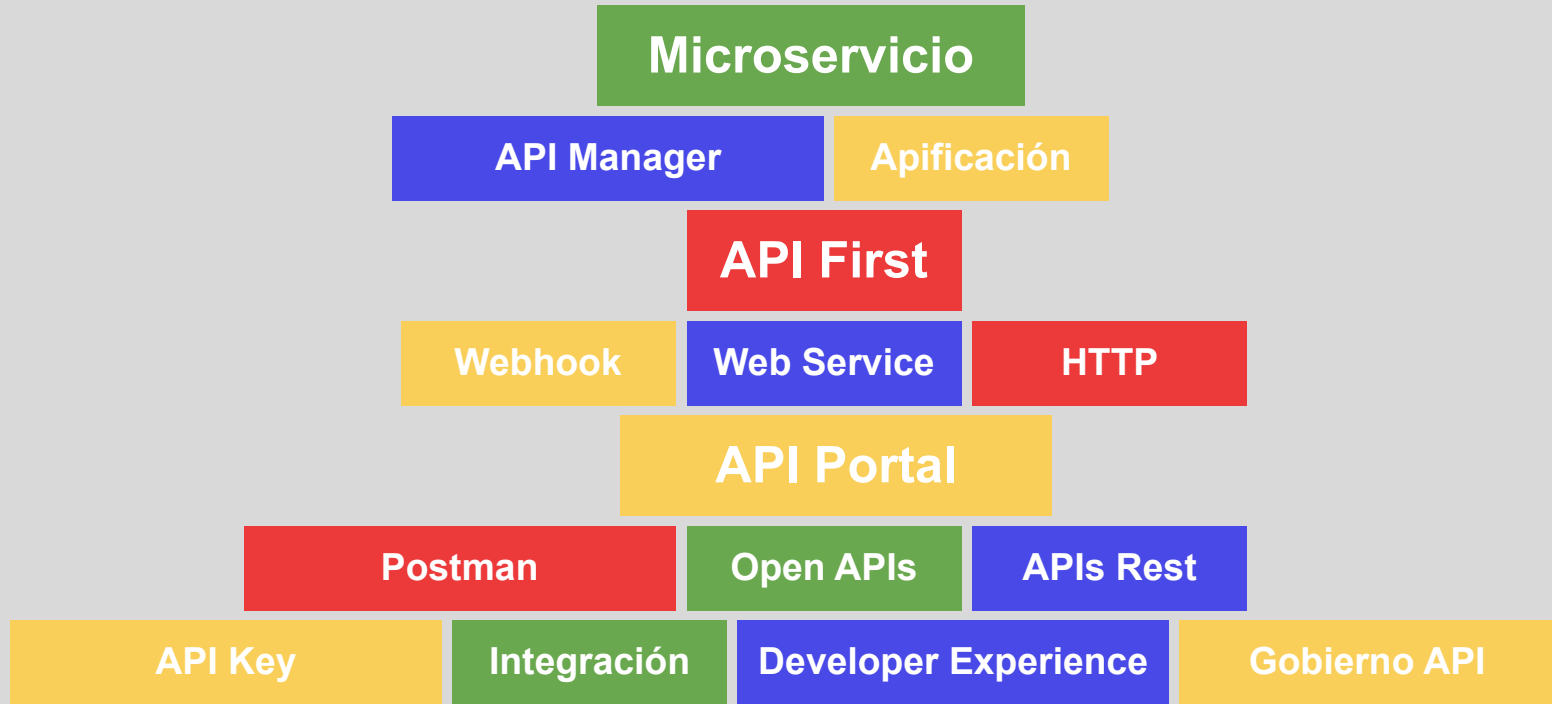 Microservicio
API Manager
Apificación
API First
Webhook
Web Service
HTTP
API Portal
Postman
Open APIs
APIs Rest
API Key
Integración
Developer Experience
Gobierno API